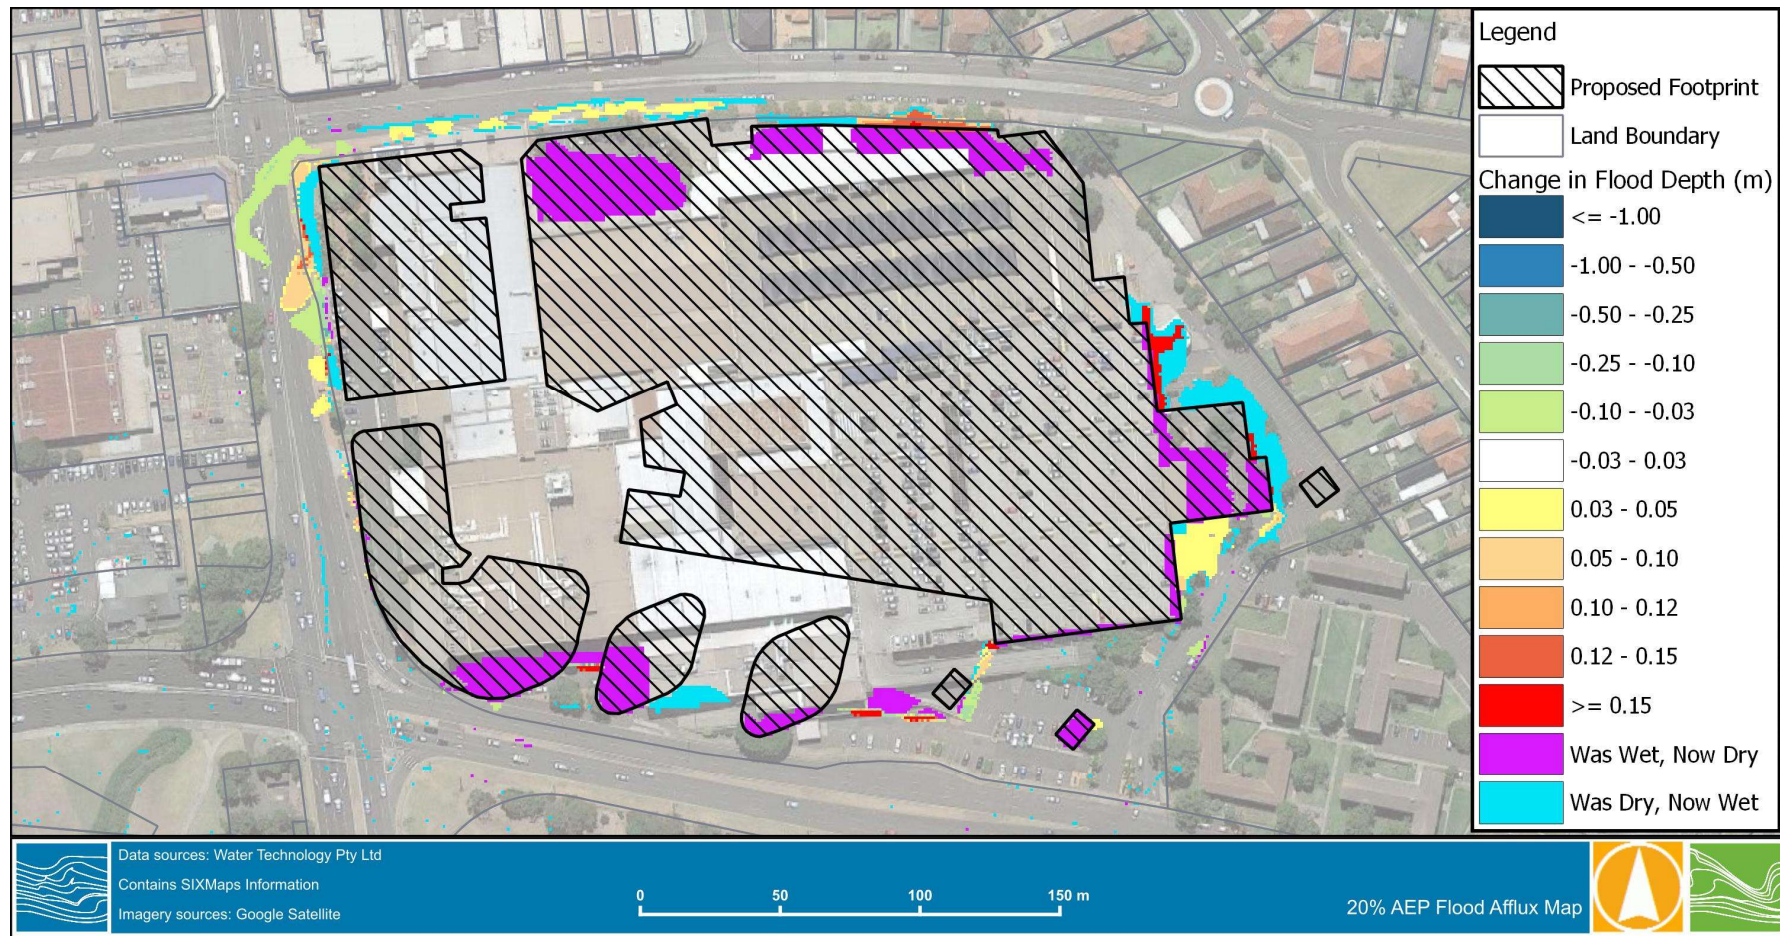 Legend
Proposed Footprint
Land Boundary
Change in Flood Depth (m)
<= -1.00
-1.00 - -0.50
-0.50 - -0.25
-0.25 - -0.10
-0.10 - -0.03
-0.03 - 0.03
0.03 - 0.05
0.05 - 0.10
0.10 - 0.12
0.12 - 0.15
>= 0.15
Was Wet, Now Dry
Was Dry, Now Wet
Data sources: Water Technology Pty Ltd
Contains SIXMaps Information
Imagery sources: Google Satellite
0 50 100 150 m
20% AEP Flood Afflux Map